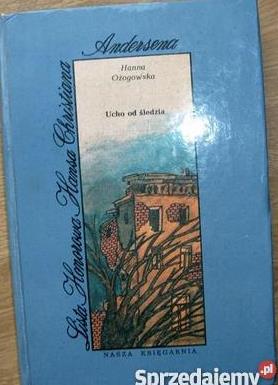 Lista Honorowa Hansa Christiana
Andersena
Hanna
Ożogowska
Ucho od śledzia
NASZA KSIĘGARNIA
Sprzedajemy.pl